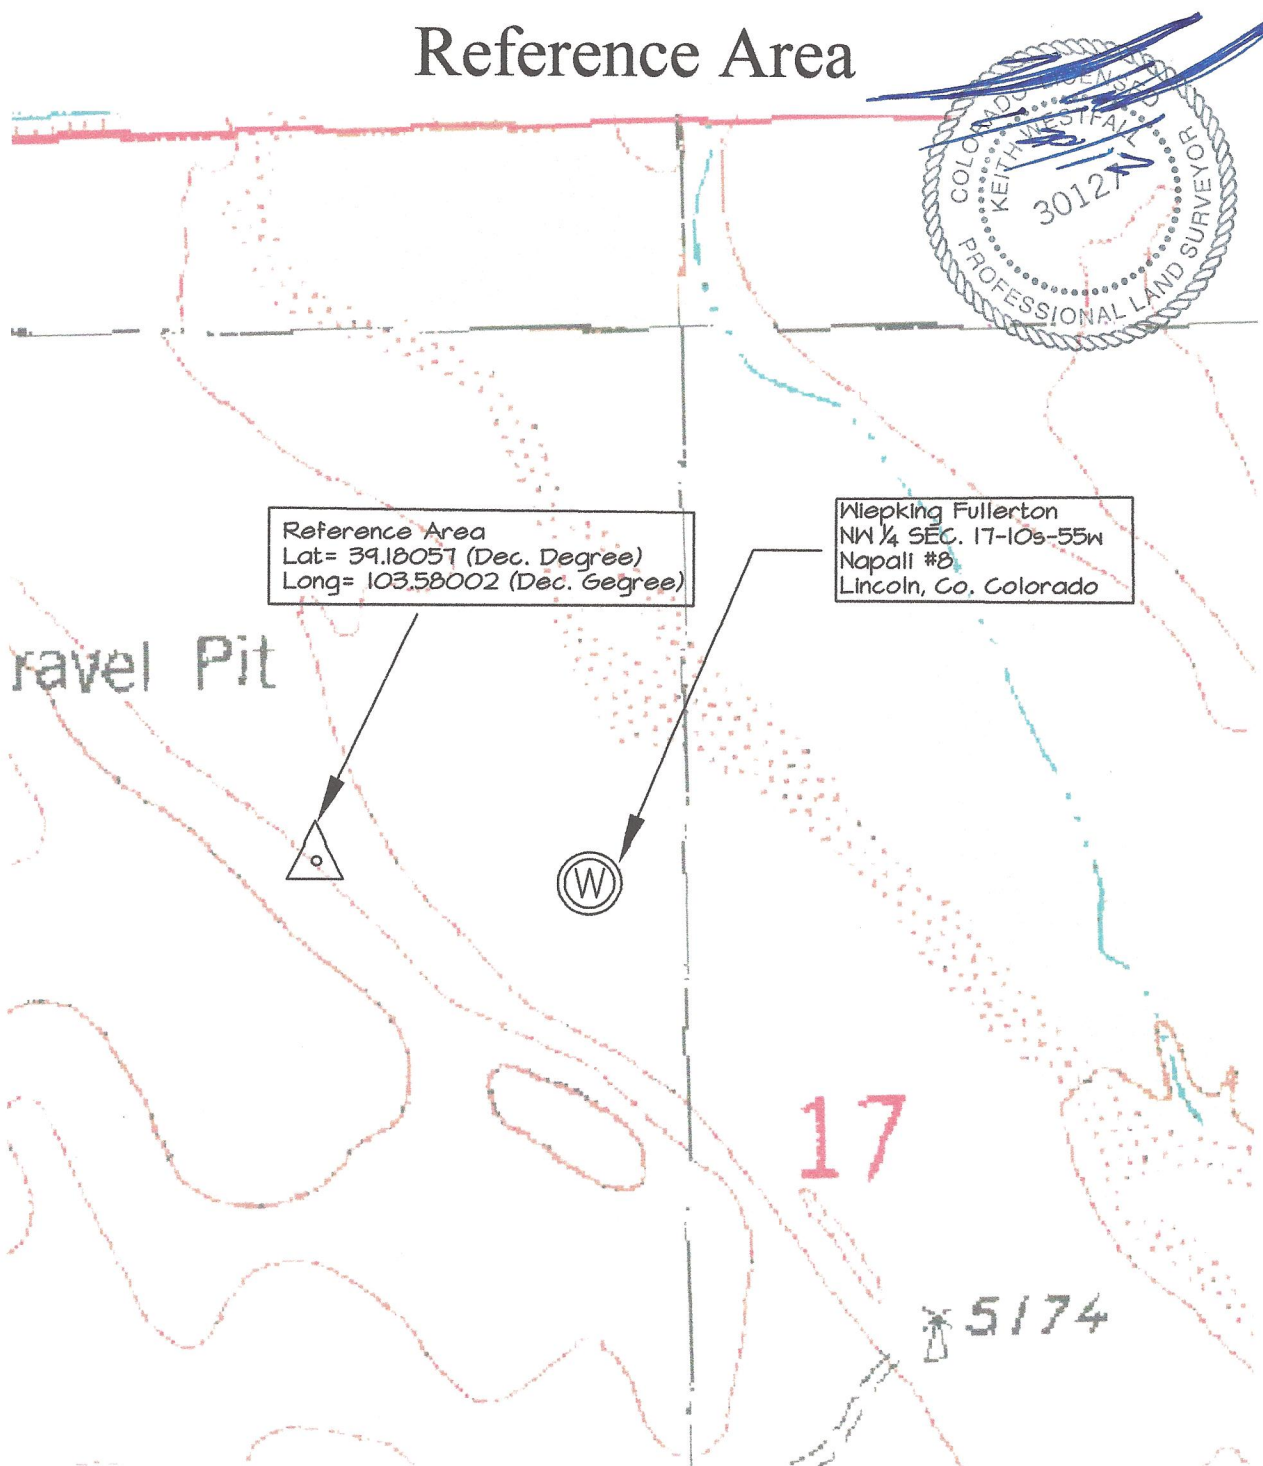 Reference Area
COLORADO LICENSED
KEITH WESTFALL
PROFESSIONAL LAND SURVEYOR
Reference Area
Lat= 39.18057 (Dec. Degree)
Long= 103.58002 (Dec. Gegree)
Wiepking Fullerton
NW ¼ SEC. 17-10s-55w
Napali #8
Lincoln, Co. Colorado
ravel Pit
W
17
5174